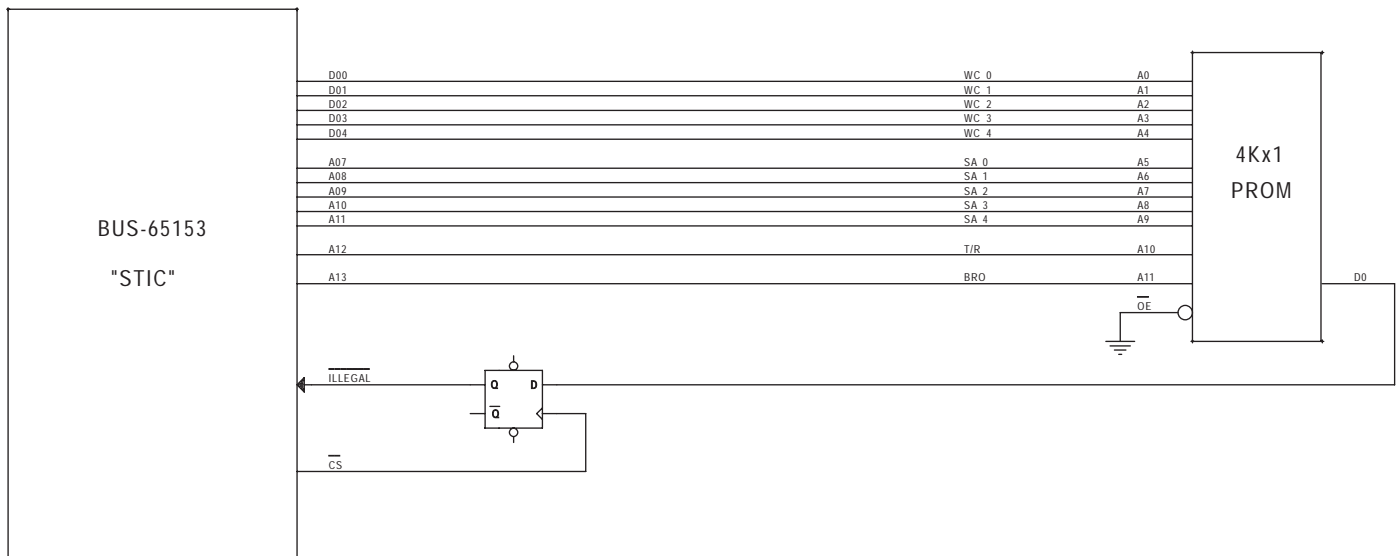 D00 WC 0 A0
D01 WC 1 A1
D02 WC 2 A2
D03 WC 3 A3
D04 WC 4 A4
A07 SA 0 A5
A08 SA 1 A6
A09 SA 2 A7
A10 SA 3 A8
A11 SA 4 A9
A12 T/R A10
A13 BRO A11
OE
4Kx1
PROM
D0
BUS-65153
"STIC"
ILLEGAL
Q D
Q
CS